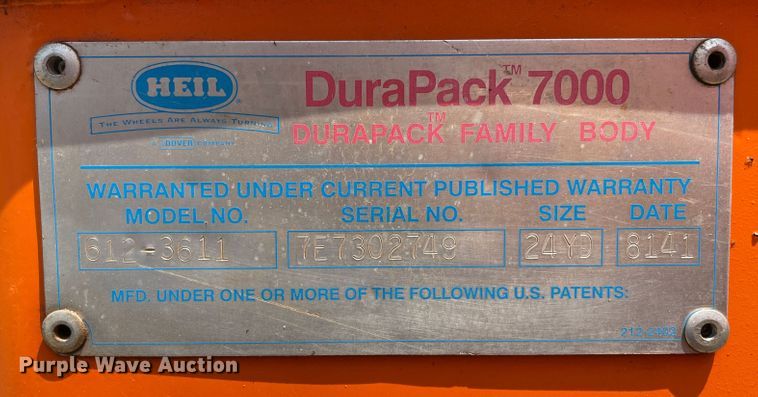 HEIL
THE WHEELS ARE ALWAYS TURNING
A DOVER COMPANY
DuraPack™ 7000
DURAPACK™ FAMILY BODY
WARRANTED UNDER CURRENT PUBLISHED WARRANTY
MODEL NO. SERIAL NO. SIZE DATE
612-3611 7E7302749 24YD 8141
MFD. UNDER ONE OR MORE OF THE FOLLOWING U.S. PATENTS:
Purple Wave Auction